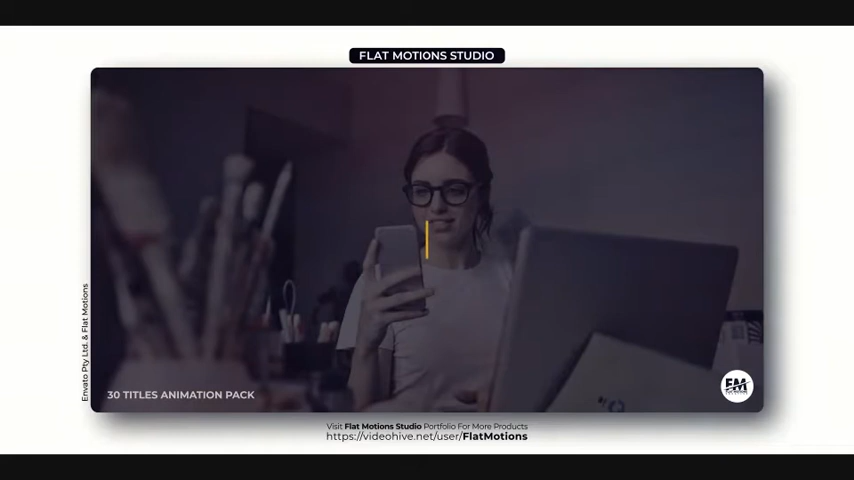 FLAT MOTIONS STUDIO
Envato Pty Ltd. & Flat Motions
30 TITLES ANIMATION PACK
FM
Visit Flat Motions Studio Portfolio For More Products
https://videohive.net/user/FlatMotions